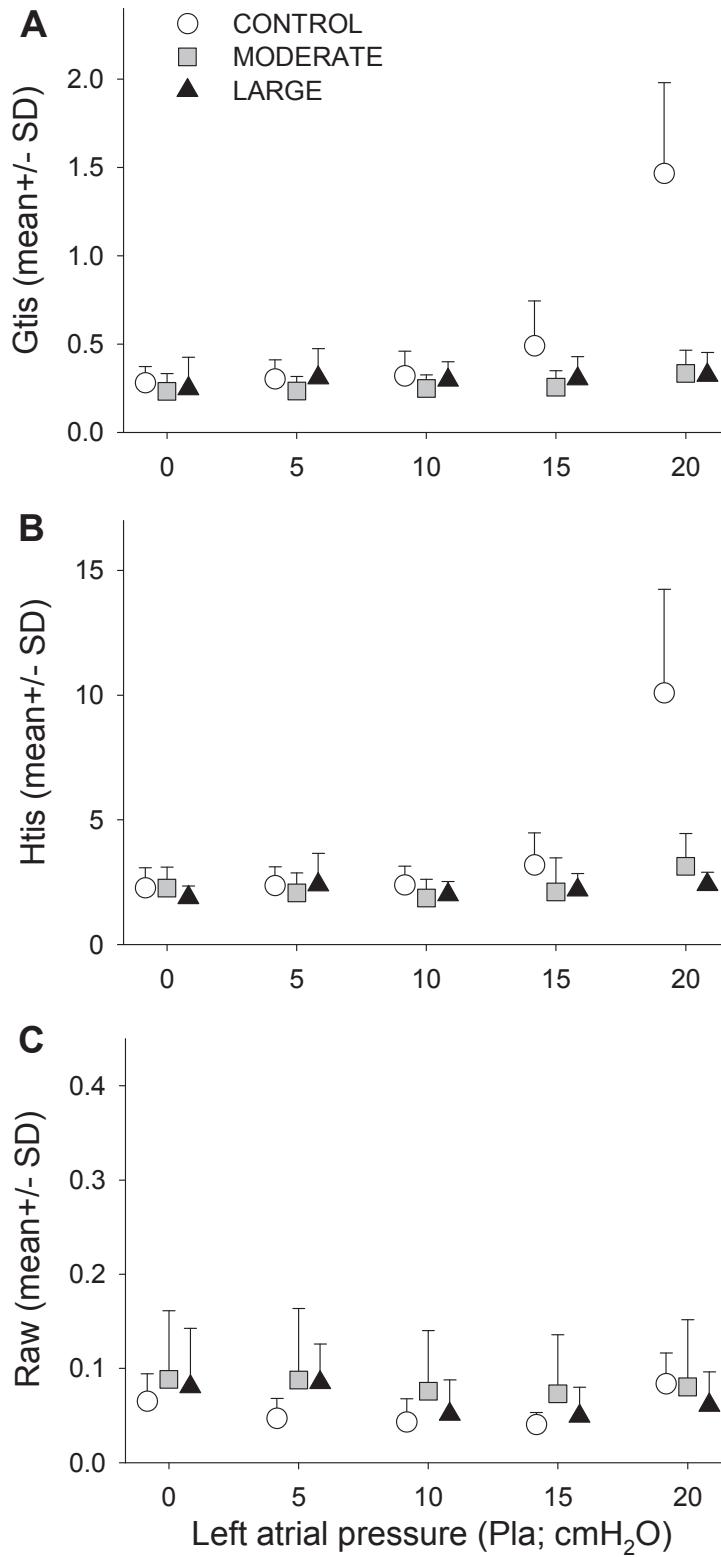 A
CONTROL
MODERATE
LARGE
Gtis (mean+/- SD)
2.0
1.5
1.0
0.5
0.0
0 5 10 15 20
B
Htis (mean+/- SD)
15
10
5
0
0 5 10 15 20
C
Raw (mean+/- SD)
0.4
0.3
0.2
0.1
0.0
0 5 10 15 20
Left atrial pressure (Pla; cmH₂O)